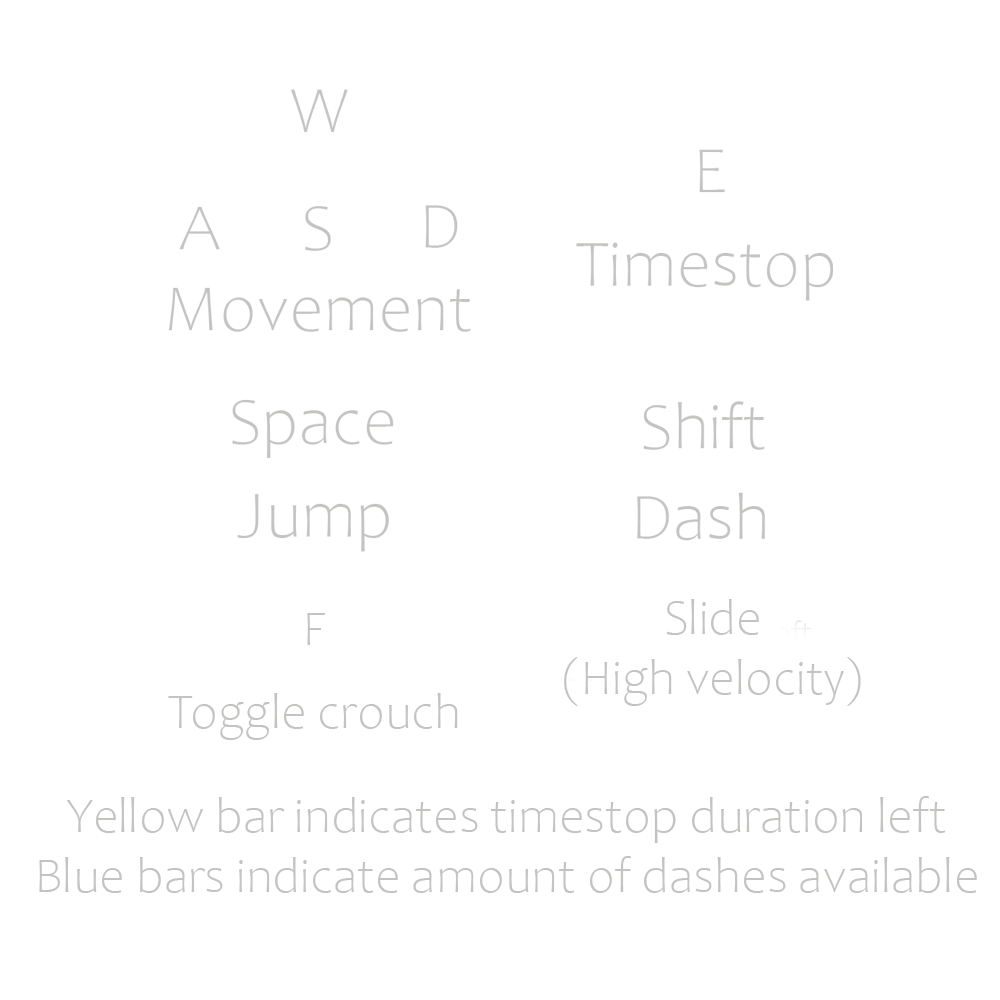 W
E
A S D
Timestop
Movement
Space
Shift
Jump
Dash
F
Slide
ft
(High velocity)
Toggle crouch
Yellow bar indicates timestop duration left
Blue bars indicate amount of dashes available